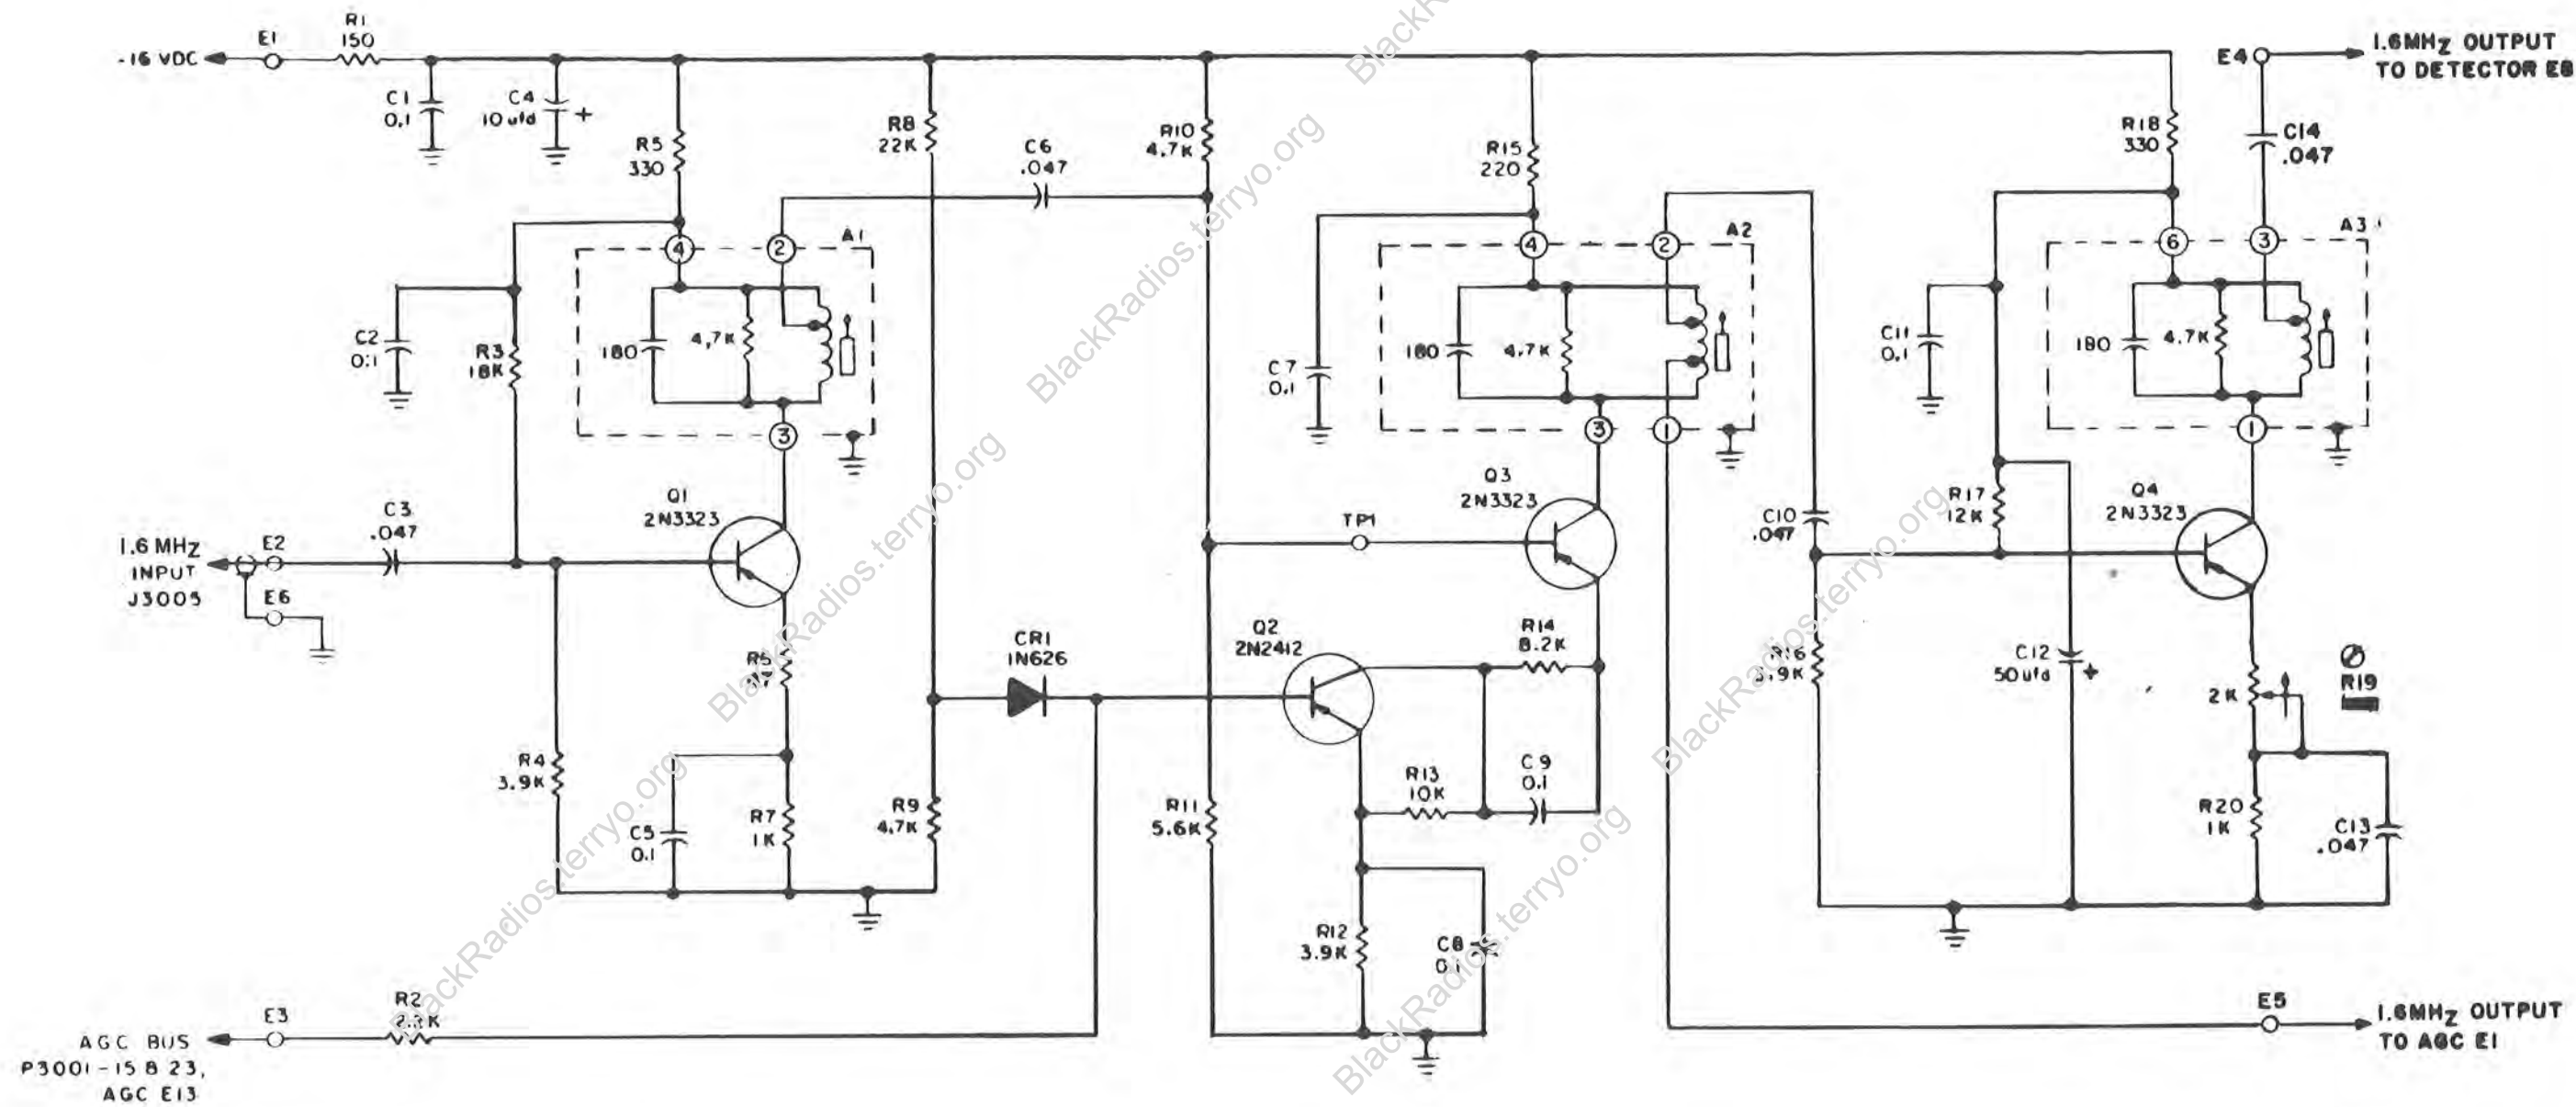 -16 VDC
E1
R1
150
C1
0.1
C4
10 ufd
+
R5
330
R8
22K
C6
.047
R10
4.7K
R15
220
R18
330
E4
1.6MHZ OUTPUT
TO DETECTOR E8
C14
.047
C2
0.1
R3
18K
4
2
A1
180
4.7K
3
C7
0.1
4
2
A2
180
4.7K
3
1
C11
0.1
6
3
A3
180
4.7K
1
1.6 MHZ
INPUT
J3005
E2
E6
C3
.047
Q1
2N3323
Q3
2N3323
TP1
C10
.047
R17
12K
Q4
2N3323
R6
R4
3.9K
C5
0.1
R7
1K
R9
4.7K
CR1
1N626
Q2
2N2412
R14
8.2K
R11
5.6K
R13
10K
C9
0.1
R12
3.9K
C8
0.1
R16
C12
50ufd
+
2K
R19
R20
1K
C13
.047
AGC BUS
P3001-15 8 23,
AGC E13
E3
R2
E5
1.6MHZ OUTPUT
TO AGC E1
BlackRadios.terryo.org
BlackRadios.terryo.org
BlackRadios.terryo.org
BlackRadios.terryo.org
BlackRadios.terryo.org
BlackR